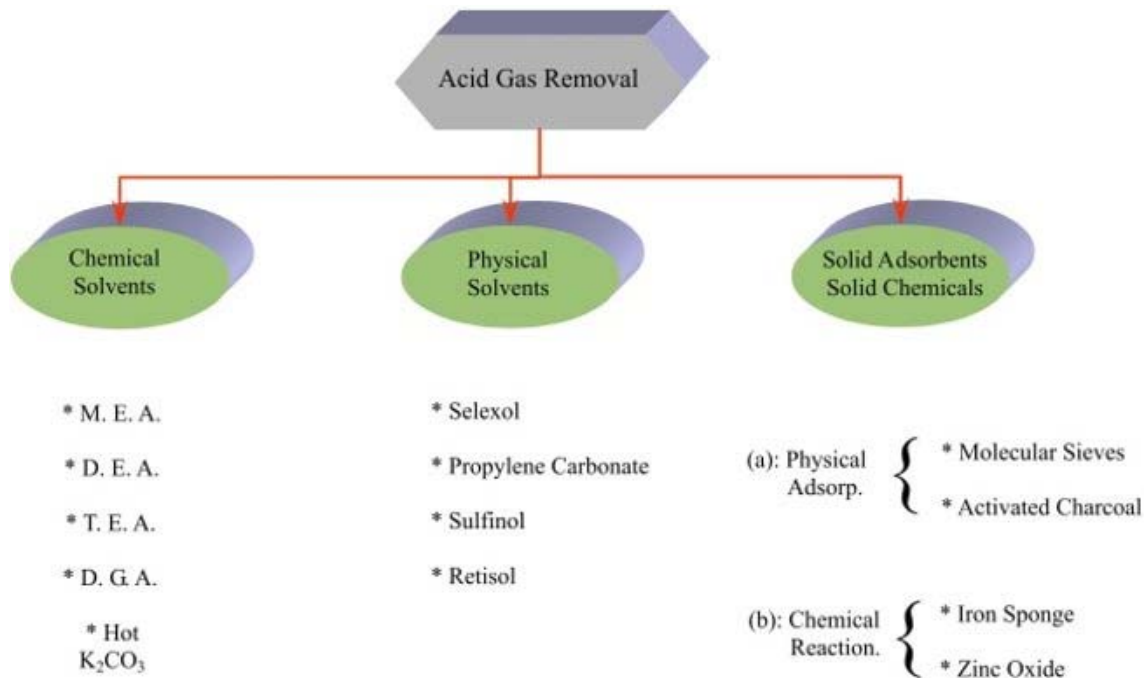 Acid Gas Removal
Chemical
Solvents
Physical
Solvents
Solid Adsorbents
Solid Chemicals
* M. E. A.
* D. E. A.
* T. E. A.
* D. G. A.
* Hot
K₂CO₃
* Selexol
* Propylene Carbonate
* Sulfinol
* Retisol
(a): Physical
Adsorp.
* Molecular Sieves
* Activated Charcoal
(b): Chemical
Reaction.
* Iron Sponge
* Zinc Oxide